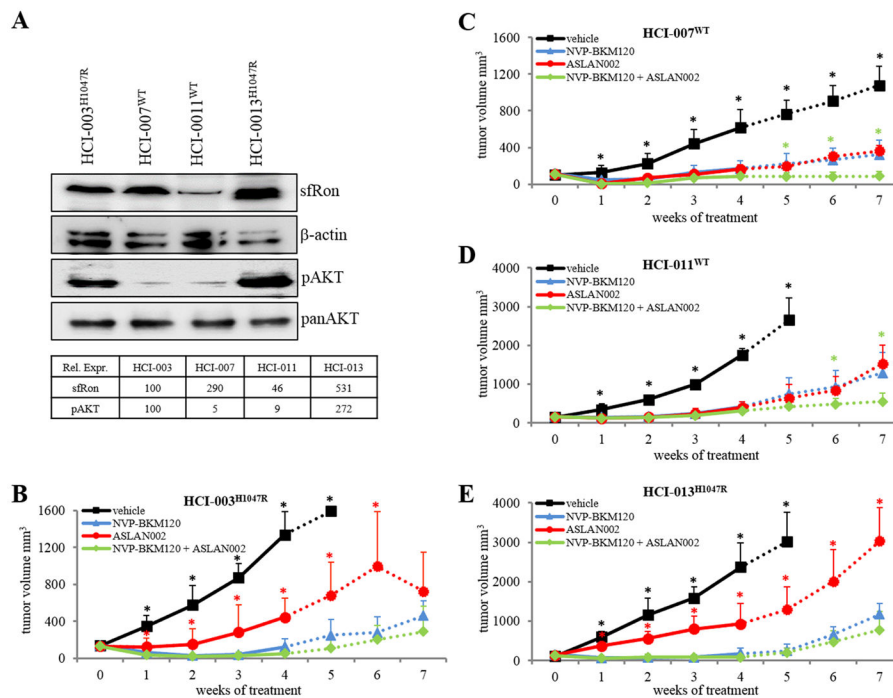 A
HCI-003H1047R
HCI-007WT
HCI-0011WT
HCI-0013H1047R
sfRon
β-actin
pAKT
panAKT
Rel. Expr. HCI-003 HCI-007 HCI-011 HCI-013
sfRon 100 290 46 531
pAKT 100 5 9 272
B
HCI-003H1047R
vehicle
NVP-BKM120
ASLAN002
NVP-BKM120 + ASLAN002
tumor volume mm3
1600
1200
800
400
0
0 1 2 3 4 5 6 7
weeks of treatment
* * * * *
* * * * * *
C
HCI-007WT
vehicle
NVP-BKM120
ASLAN002
NVP-BKM120 + ASLAN002
tumor volume mm3
1600
1200
800
400
0
0 1 2 3 4 5 6 7
weeks of treatment
* * * * * * *
* * *
D
HCI-011WT
vehicle
NVP-BKM120
ASLAN002
NVP-BKM120 + ASLAN002
tumor volume mm3
4000
3000
2000
1000
0
0 1 2 3 4 5 6 7
weeks of treatment
* * * * *
* *
E
HCI-013H1047R
vehicle
NVP-BKM120
ASLAN002
NVP-BKM120 + ASLAN002
tumor volume mm3
4000
3000
2000
1000
0
0 1 2 3 4 5 6 7
weeks of treatment
* * * * *
* * * * * * *